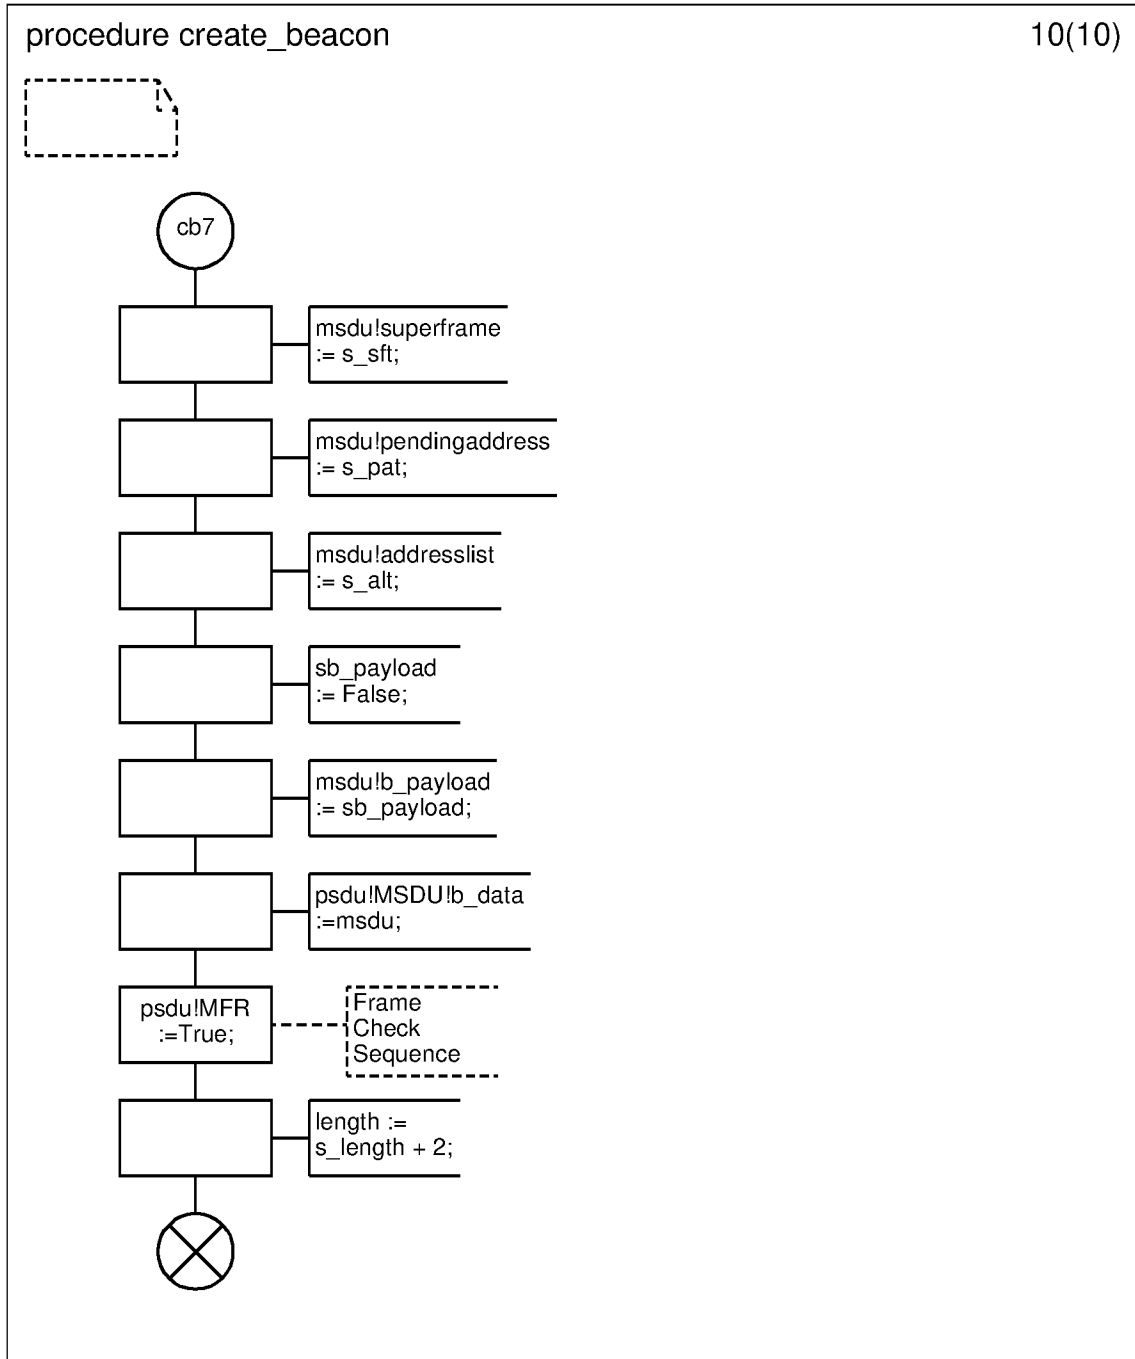 procedure create_beacon
10(10)
cb7
msdu!superframe
:= s_sft;
msdu!pendingaddress
:= s_pat;
msdu!addresslist
:= s_alt;
sb_payload
:= False;
msdu!b_payload
:= sb_payload;
psdu!MSDU!b_data
:=msdu;
psdu!MFR
:=True;
Frame
Check
Sequence
length :=
s_length + 2;